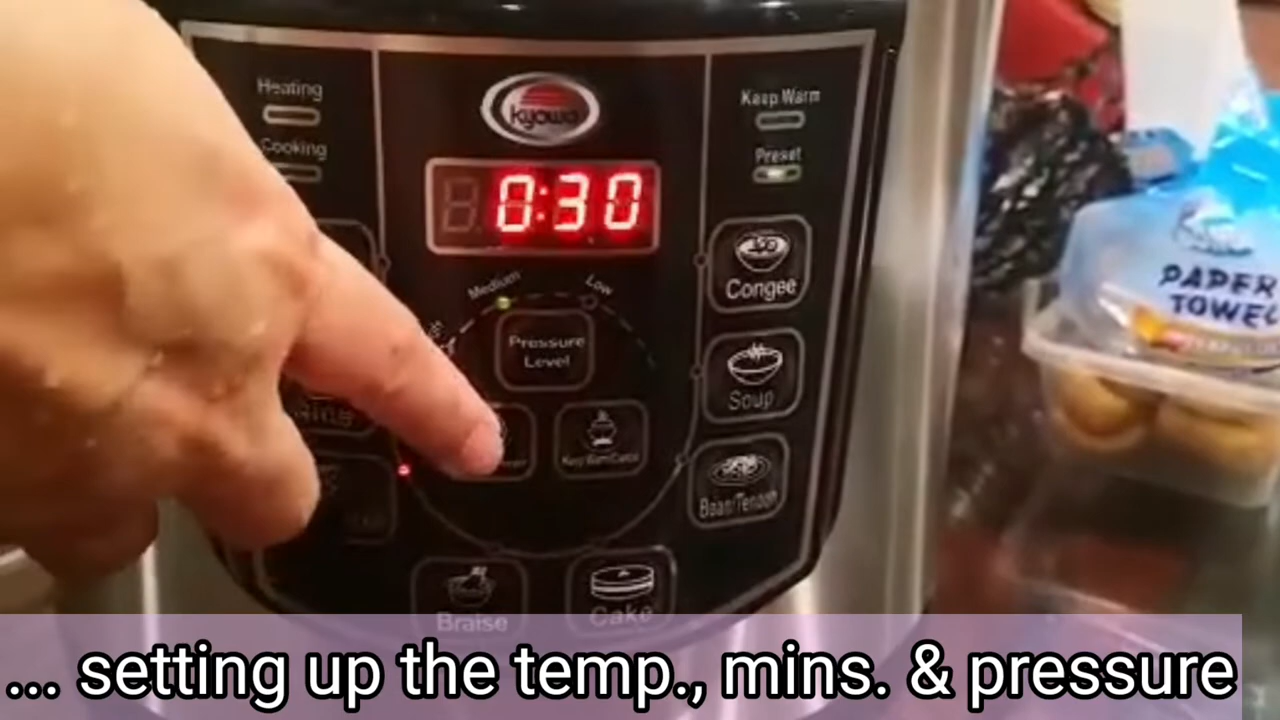 Heating
Cooking
kyowa
Keep Warm
Preset
0:30
Medium
Low
Pressure
Level
Congee
Soup
Bean/Tendon
Braise
Cake
PAPER
TOWEL
... setting up the temp., mins. & pressure